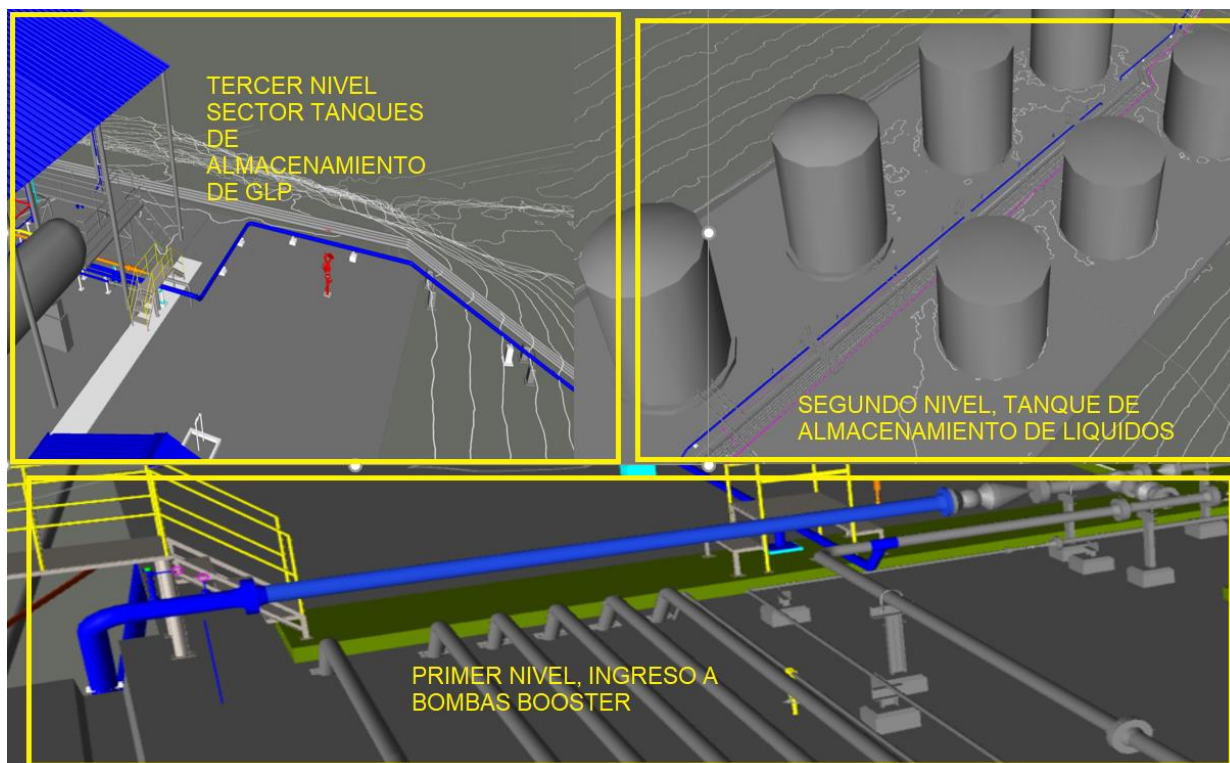 TERCER NIVEL
SECTOR TANQUES
DE
ALMACENAMIENTO
DE GLP
SEGUNDO NIVEL, TANQUE DE
ALMACENAMIENTO DE LIQUIDOS
PRIMER NIVEL, INGRESO A
BOMBAS BOOSTER